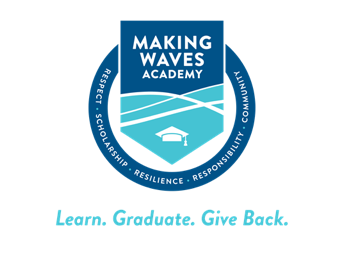 MAKING
WAVES
ACADEMY
RESPECT · SCHOLARSHIP · RESILIENCE · RESPONSIBILITY · COMMUNITY
Learn. Graduate. Give Back.